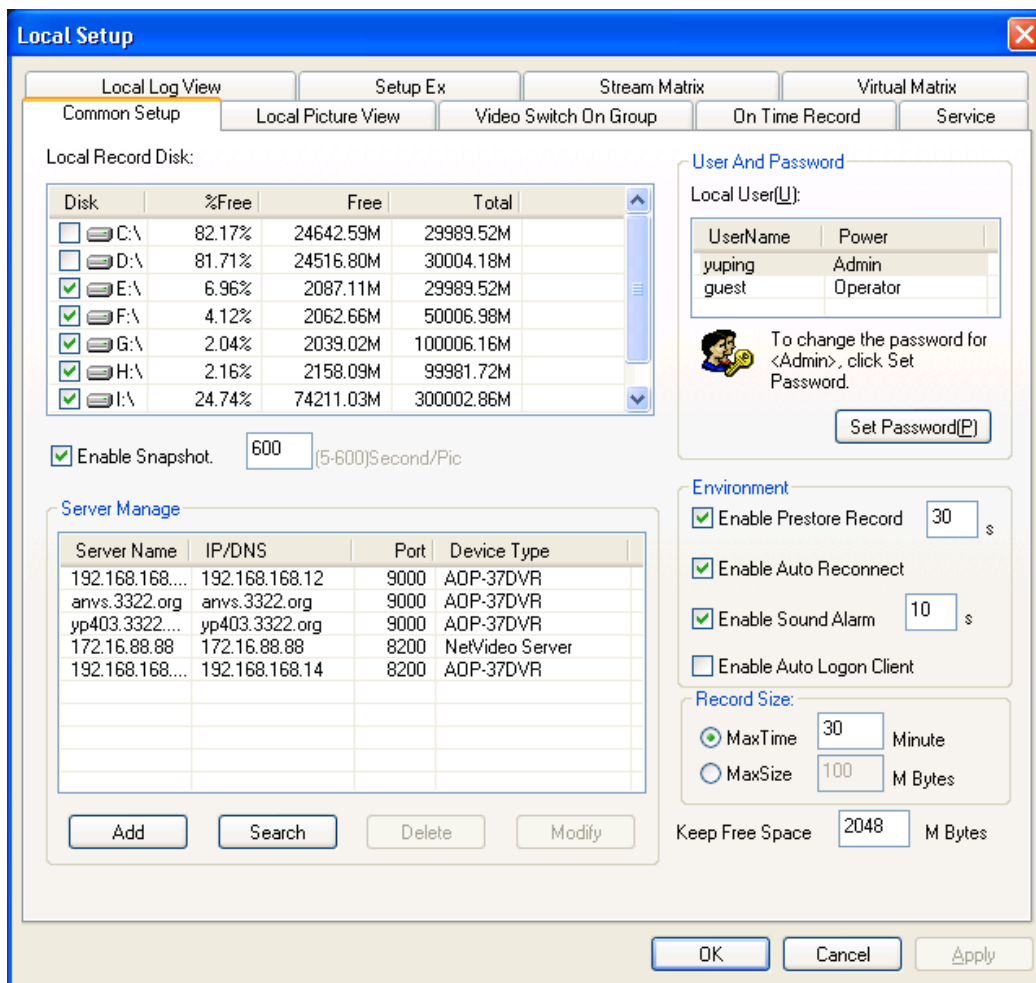 Local Setup
Local Log View Setup Ex Stream Matrix Virtual Matrix
Common Setup Local Picture View Video Switch On Group On Time Record Service
Local Record Disk:
Disk %Free Free Total
C:\ 82.17% 24642.59M 29989.52M
D:\ 81.71% 24516.80M 30004.18M
E:\ 6.96% 2087.11M 29989.52M
F:\ 4.12% 2062.66M 50006.98M
G:\ 2.04% 2039.02M 100006.16M
H:\ 2.16% 2158.09M 99981.72M
I:\ 24.74% 74211.03M 300002.86M
Enable Snapshot. 600 (5-600)Second/Pic
Server Manage
Server Name IP/DNS Port Device Type
192.168.168.... 192.168.168.12 9000 AOP-37DVR
anvs.3322.org anvs.3322.org 9000 AOP-37DVR
yp403.3322.... yp403.3322.org 9000 AOP-37DVR
172.16.88.88 172.16.88.88 8200 NetVideo Server
192.168.168.... 192.168.168.14 8200 AOP-37DVR
Add Search Delete Modify
User And Password
Local User(U):
UserName Power
yuping Admin
guest Operator
To change the password for
<Admin>, click Set
Password.
Set Password(P)
Environment
Enable Prestore Record 30 s
Enable Auto Reconnect
Enable Sound Alarm 10 s
Enable Auto Logon Client
Record Size:
MaxTime 30 Minute
MaxSize 100 M Bytes
Keep Free Space 2048 M Bytes
OK Cancel Apply